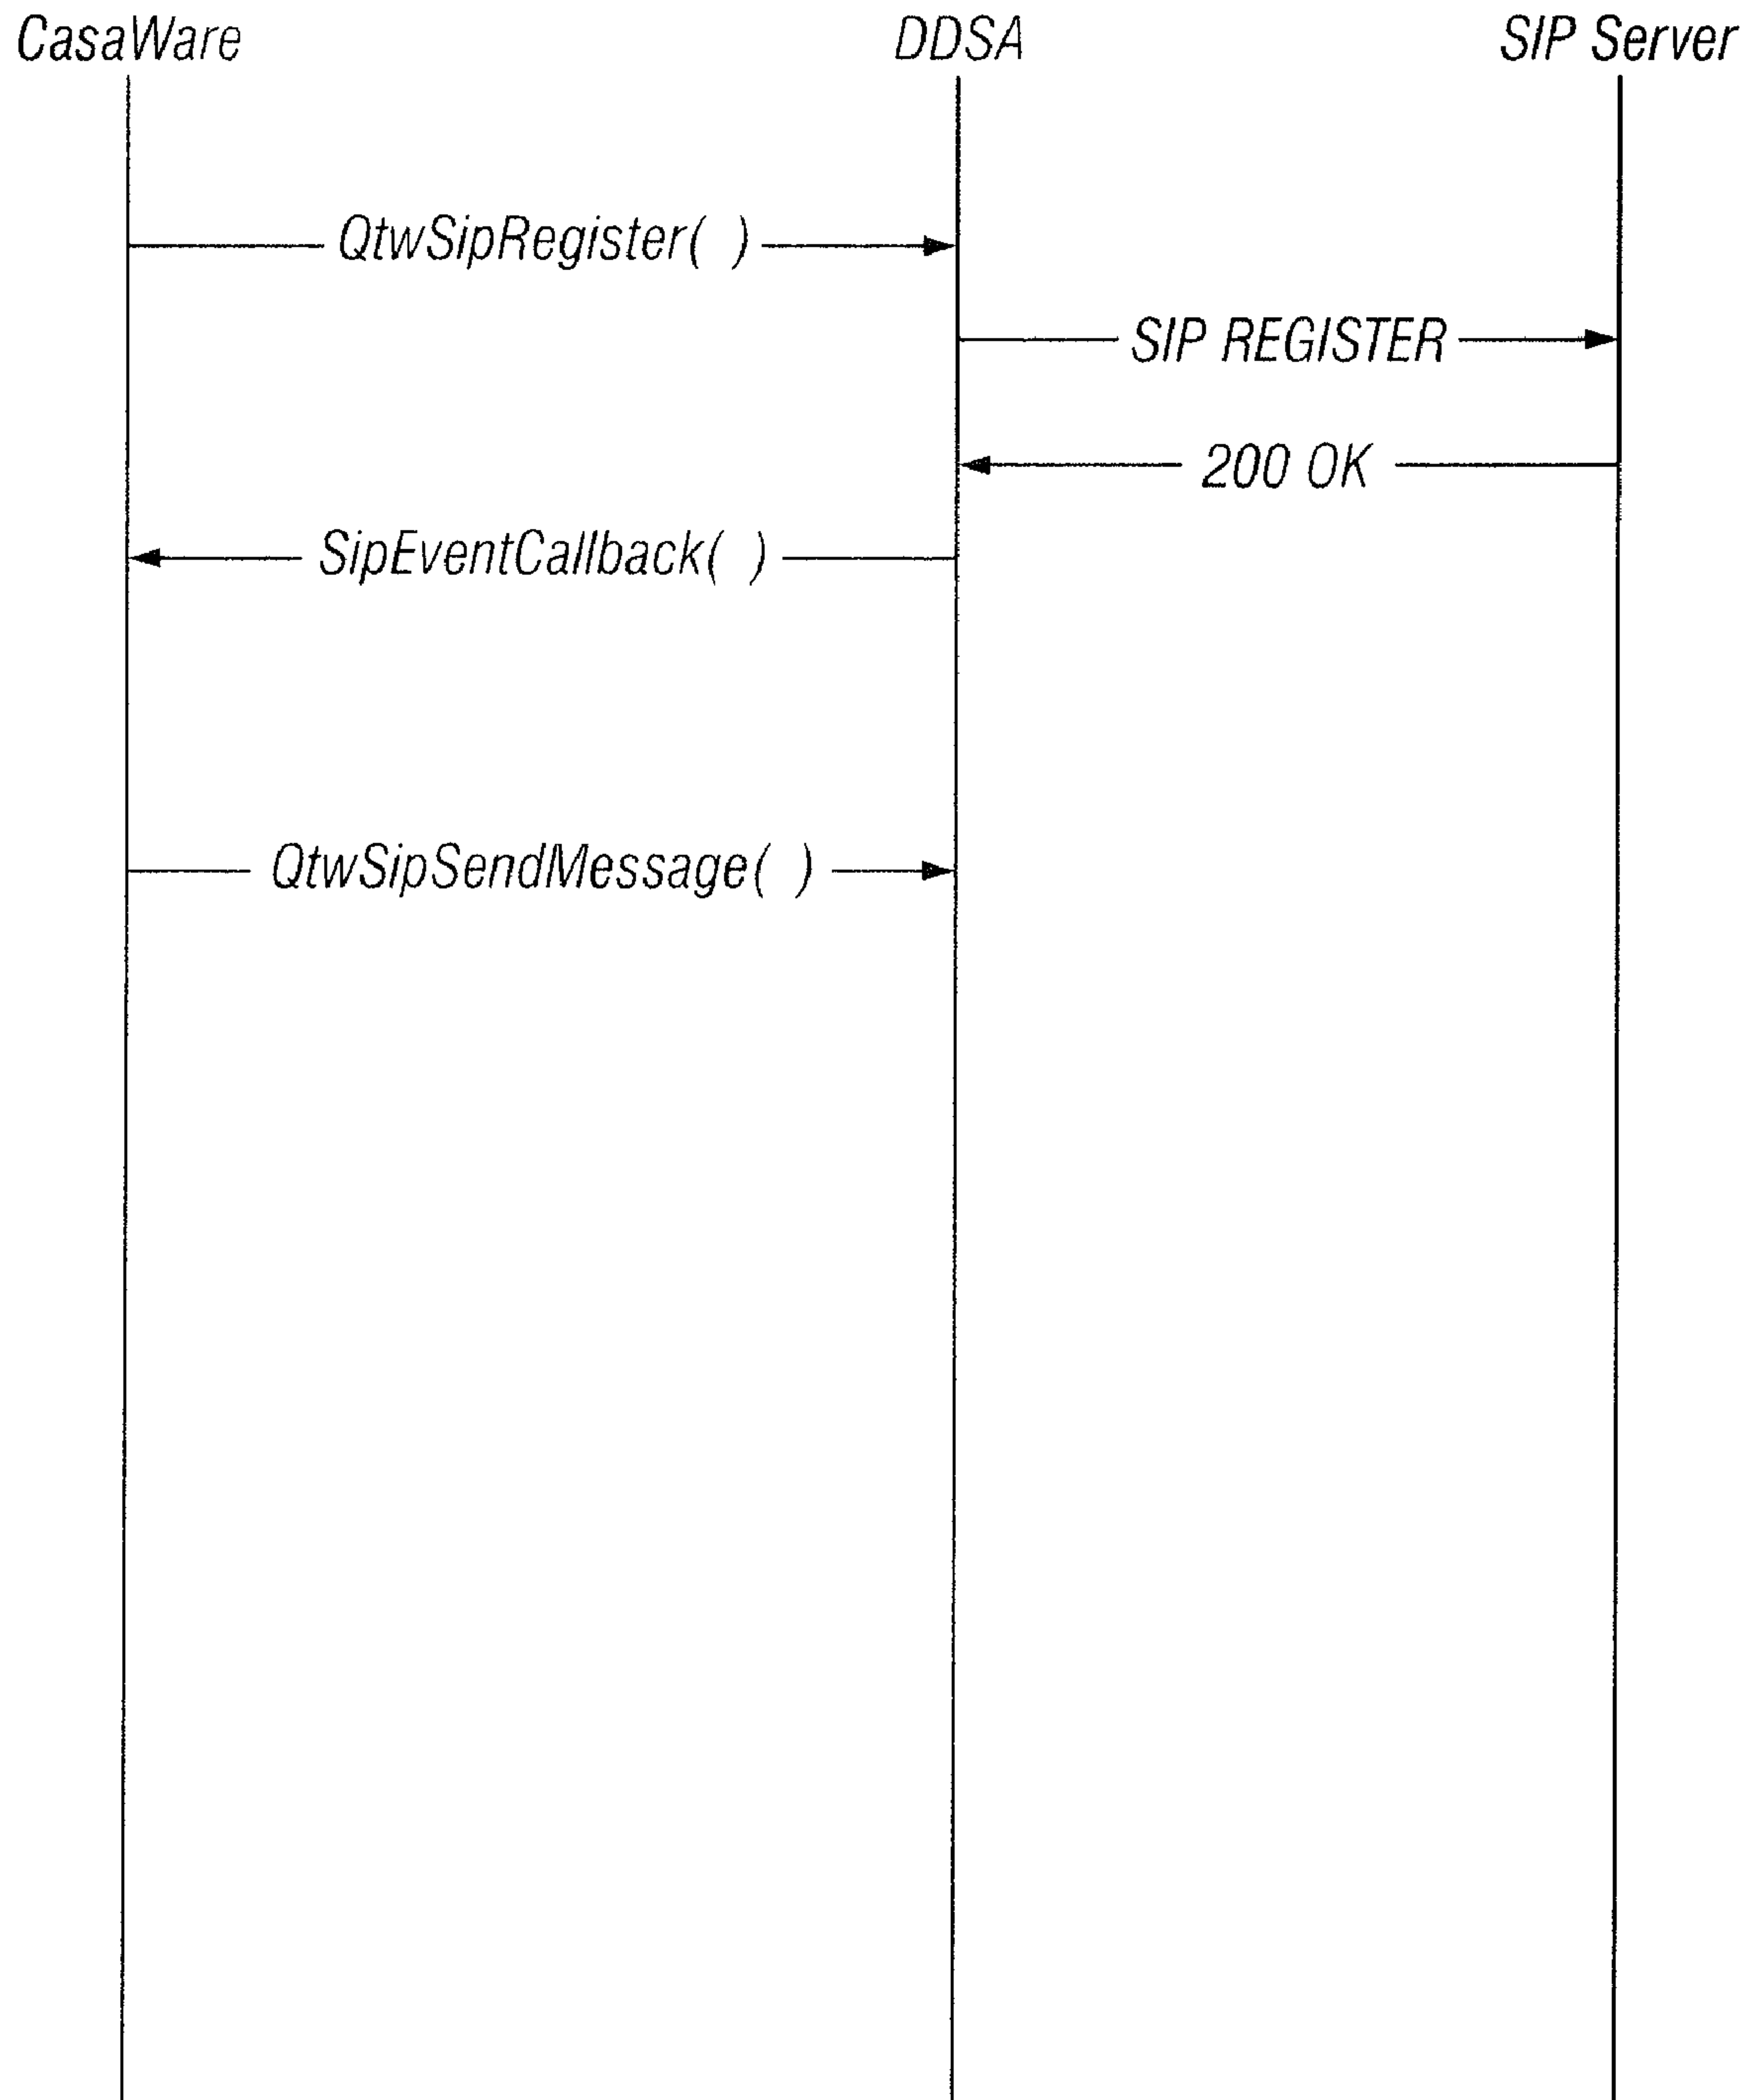 CasaWare DDSA SIP Server
QtwSipRegister( )
SIP REGISTER
200 OK
SipEventCallback( )
QtwSipSendMessage( )